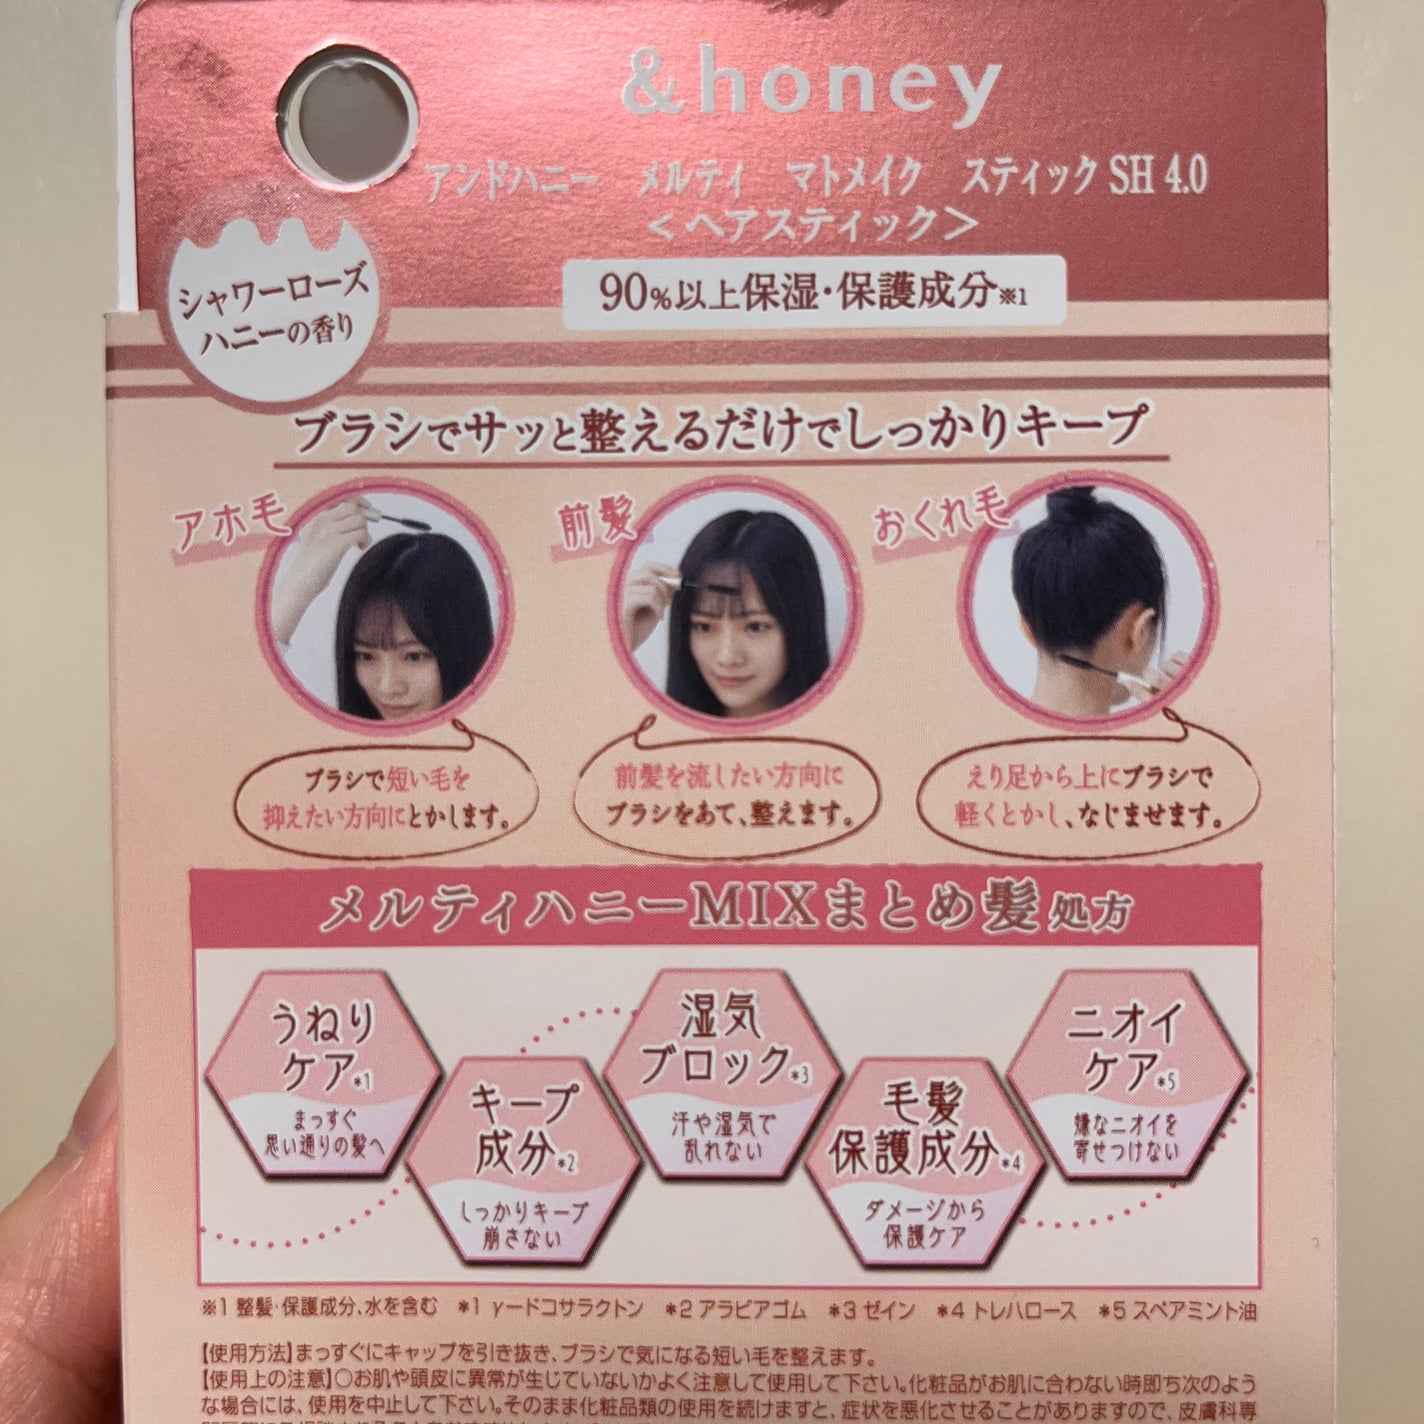 &honey
アンドハニー　メルティ　マトメイク　スティック SH 4.0
＜ヘアスティック＞
90%以上保湿・保護成分※1
シャワーローズ
ハニーの香り
ブラシでサッと整えるだけでしっかりキープ
アホ毛
ブラシで短い毛を
抑えたい方向にとかします。
前髪
前髪を流したい方向に
ブラシをあて、整えます。
おくれ毛
えり足から上にブラシで
軽くとかし、なじませます。
メルティハニーMIXまとめ髪処方
うねり
ケア*1
まっすぐ
思い通りの髪へ
キープ
成分*2
しっかりキープ
崩さない
湿気
ブロック*3
汗や湿気で
乱れない
毛髪
保護成分*4
ダメージから
保護ケア
ニオイ
ケア*5
嫌なニオイを
寄せつけない
※1 整髪・保護成分、水を含む　*1 γードコサラクトン　*2 アラビアゴム　*3 ゼイン　*4 トレハロース　*5 スペアミント油
【使用方法】まっすぐにキャップを引き抜き、ブラシで気になる短い毛を整えます。
【使用上の注意】○お肌や頭皮に異常が生じていないかよく注意して使用して下さい。化粧品がお肌に合わない時即ち次のよう
な場合には、使用を中止して下さい。そのまま化粧品類の使用を続けますと、症状を悪化させることがありますので、皮膚科専